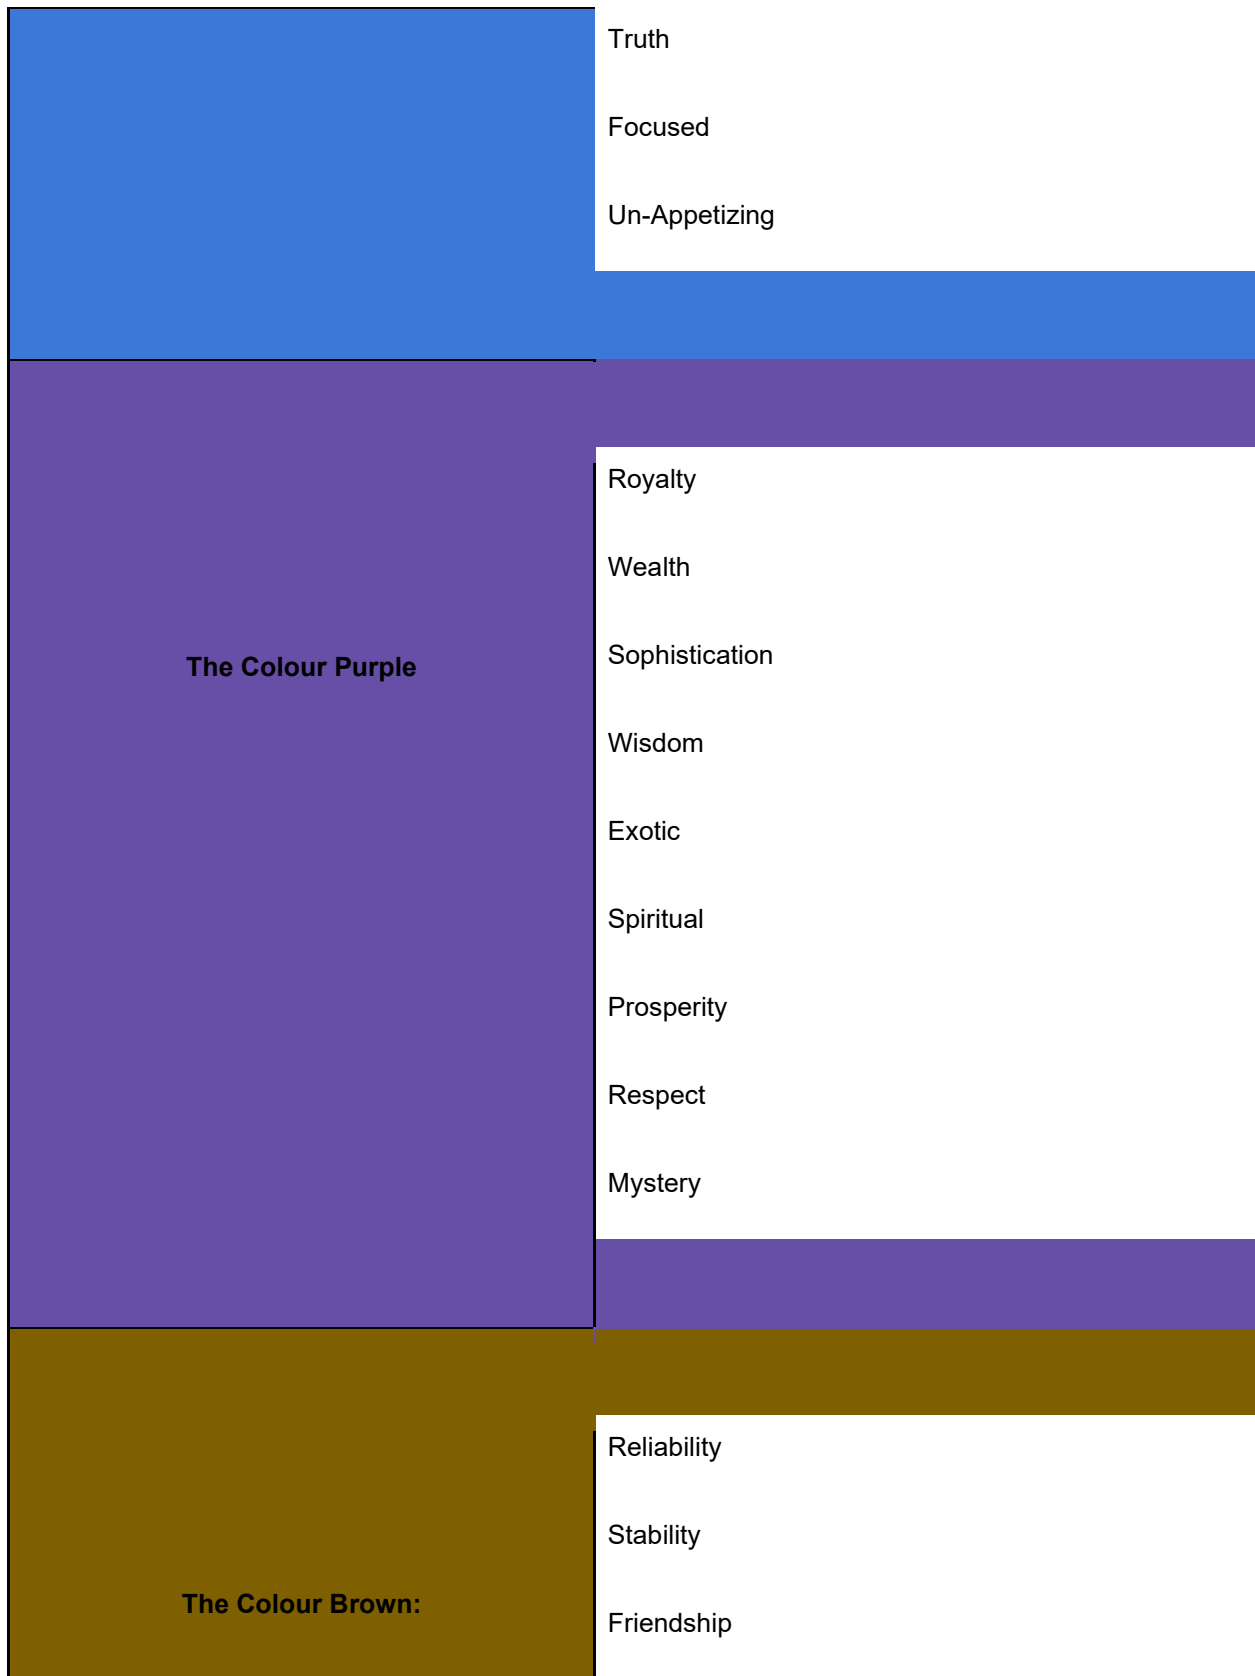 Truth
Focused
Un-Appetizing
The Colour Purple
Royalty
Wealth
Sophistication
Wisdom
Exotic
Spiritual
Prosperity
Respect
Mystery
The Colour Brown:
Reliability
Stability
Friendship